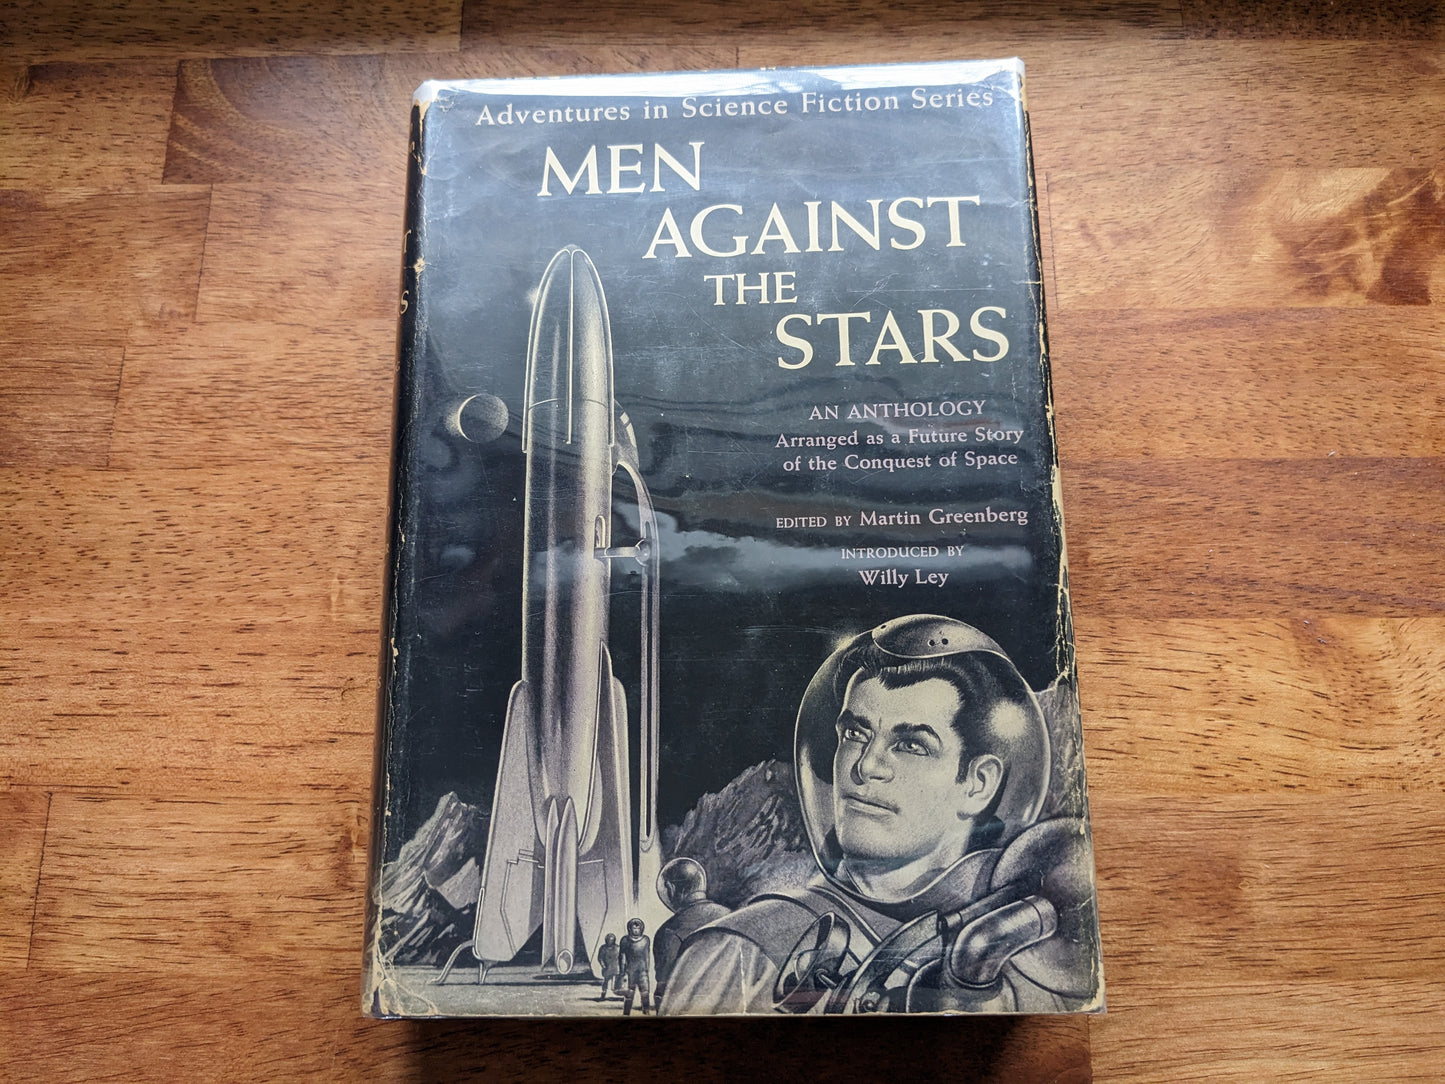 Adventures in Science Fiction Series
MEN
AGAINST
THE
STARS
AN ANTHOLOGY
Arranged as a Future Story
of the Conquest of Space
EDITED BY Martin Greenberg
INTRODUCED BY
Willy Ley